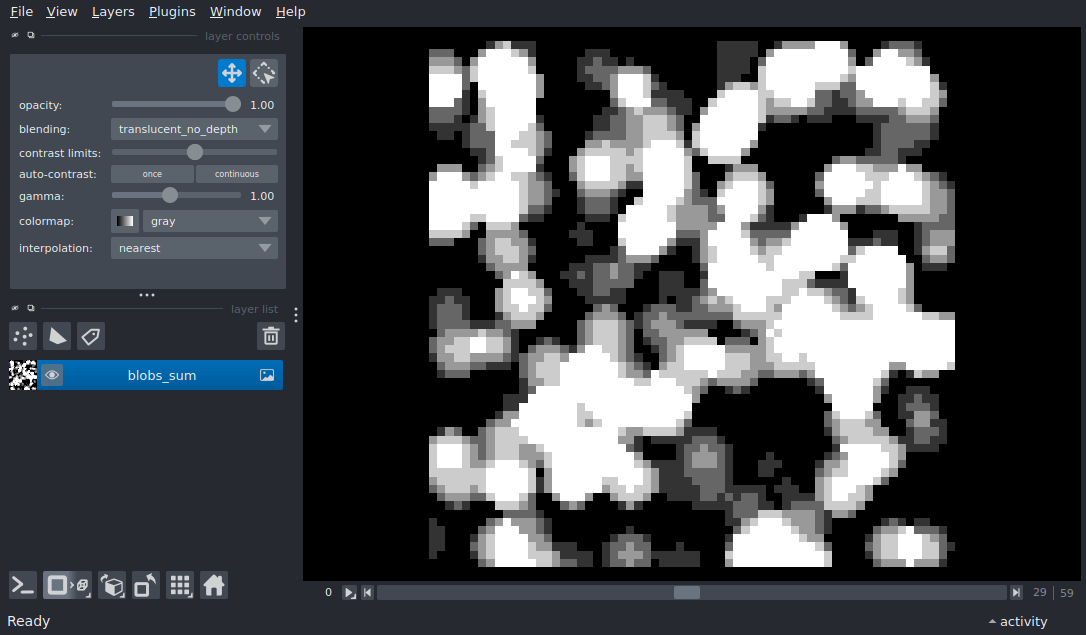 File View Layers Plugins Window Help
layer controls
opacity: 1.00
blending: translucent_no_depth
contrast limits:
auto-contrast: once continuous
gamma: 1.00
colormap: gray
interpolation: nearest
layer list
blobs_sum
0 29 59
Ready activity